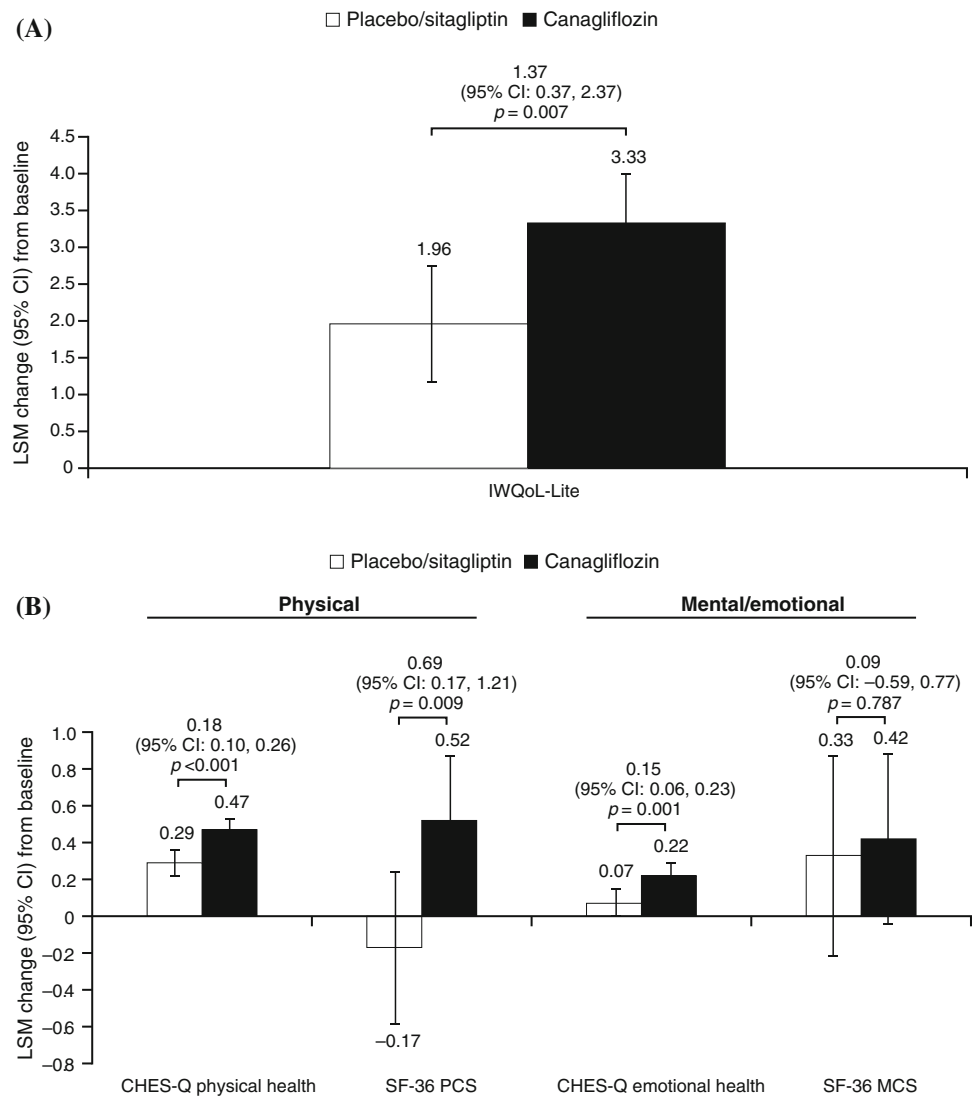 (A)
Placebo/sitagliptin Canagliflozin
1.37
(95% CI: 0.37, 2.37)
p = 0.007
LSM change (95% CI) from baseline
4.5
4.0
3.5
3.0
2.5
2.0
1.5
1.0
0.5
0
1.96
3.33
IWQoL-Lite
Placebo/sitagliptin Canagliflozin
(B)
Physical
Mental/emotional
LSM change (95% CI) from baseline
1.0
0.8
0.6
0.4
0.2
0
–0.2
–0.4
–0.6
–0.8
0.18
(95% CI: 0.10, 0.26)
p <0.001
0.29
0.47
0.69
(95% CI: 0.17, 1.21)
p = 0.009
–0.17
0.52
0.15
(95% CI: 0.06, 0.23)
p = 0.001
0.07
0.22
0.09
(95% CI: –0.59, 0.77)
p = 0.787
0.33
0.42
CHES-Q physical health
SF-36 PCS
CHES-Q emotional health
SF-36 MCS